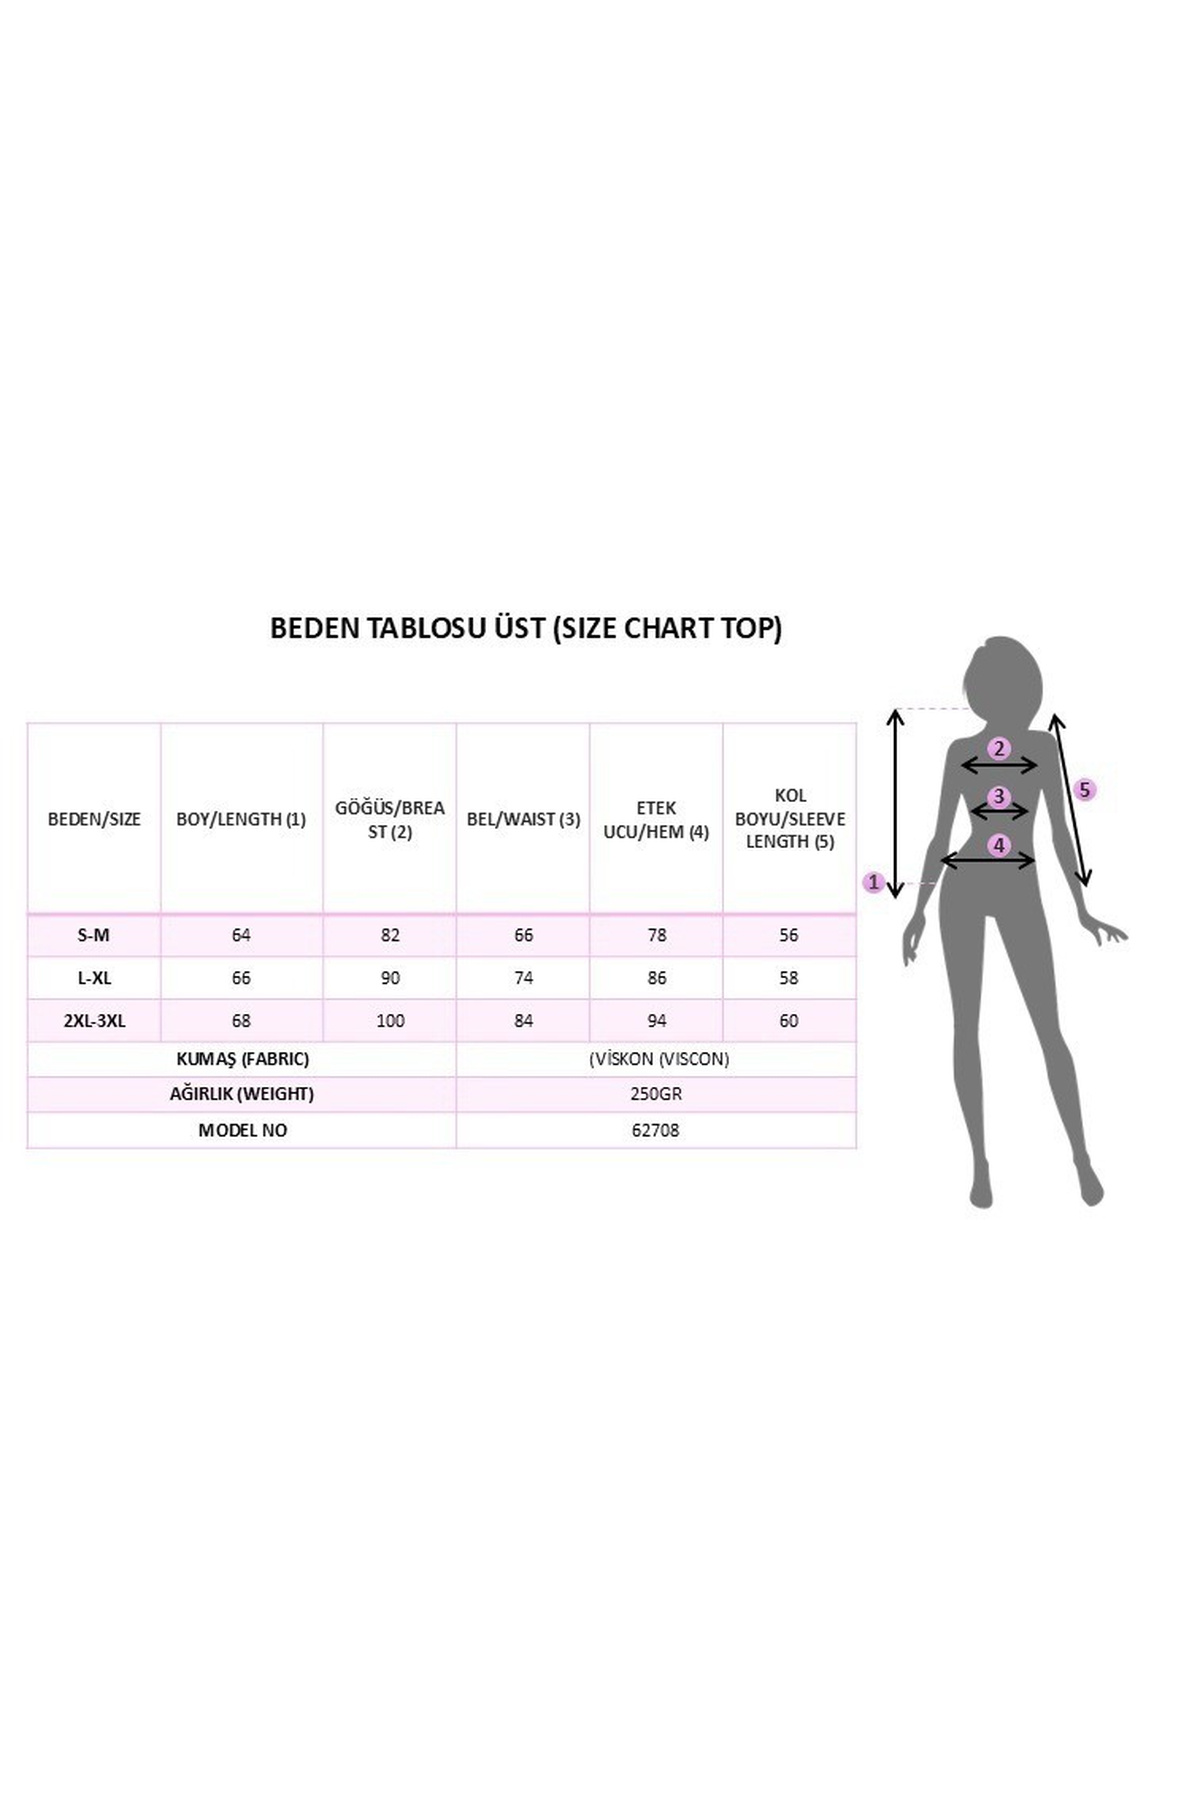 BEDEN TABLOSU ÜST (SIZE CHART TOP)
BEDEN/SIZE
BOY/LENGTH (1)
GÖĞÜS/BREA
ST (2)
BEL/WAIST (3)
ETEK
UCU/HEM (4)
KOL
BOYU/SLEEVE
LENGTH (5)
S-M 64 82 66 78 56
L-XL 66 90 74 86 58
2XL-3XL 68 100 84 94 60
KUMAŞ (FABRIC) (VİSKON (VISCON)
AĞIRLIK (WEIGHT) 250GR
MODEL NO 62708
2
3
5
4
1